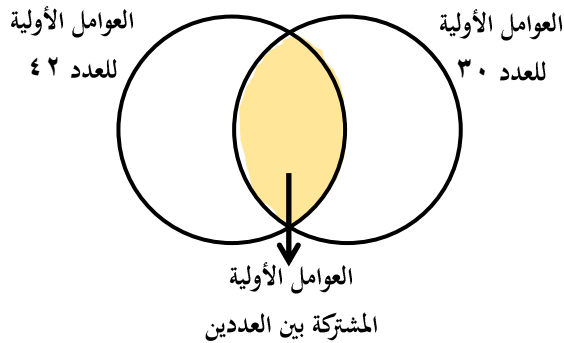 العوامل الأولية
للعدد ٣٠
العوامل الأولية
للعدد ٤٢
العوامل الأولية
المشتركة بين العددين